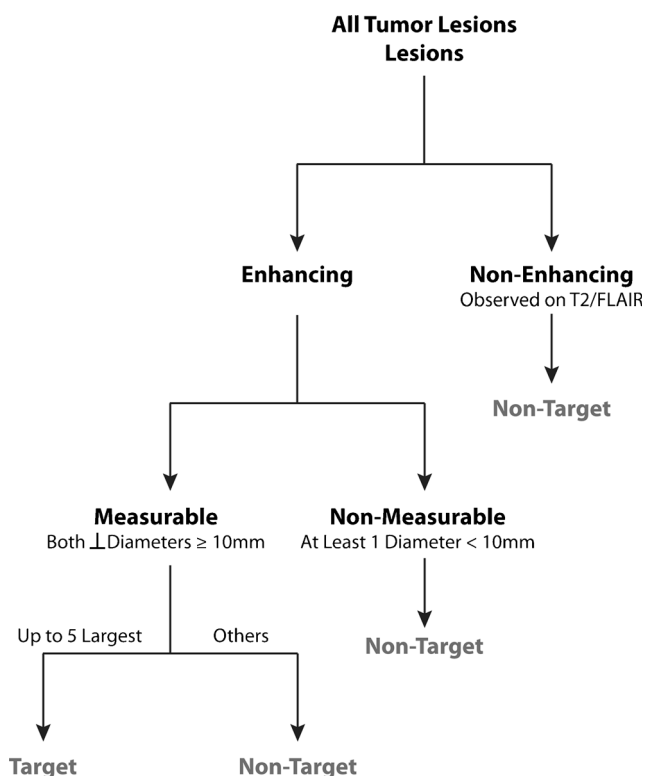 All Tumor Lesions
Lesions
Enhancing
Non-Enhancing
Observed on T2/FLAIR
Non-Target
Measurable
Both ⊥Diameters ≥ 10mm
Non-Measurable
At Least 1 Diameter < 10mm
Up to 5 Largest
Others
Non-Target
Target
Non-Target